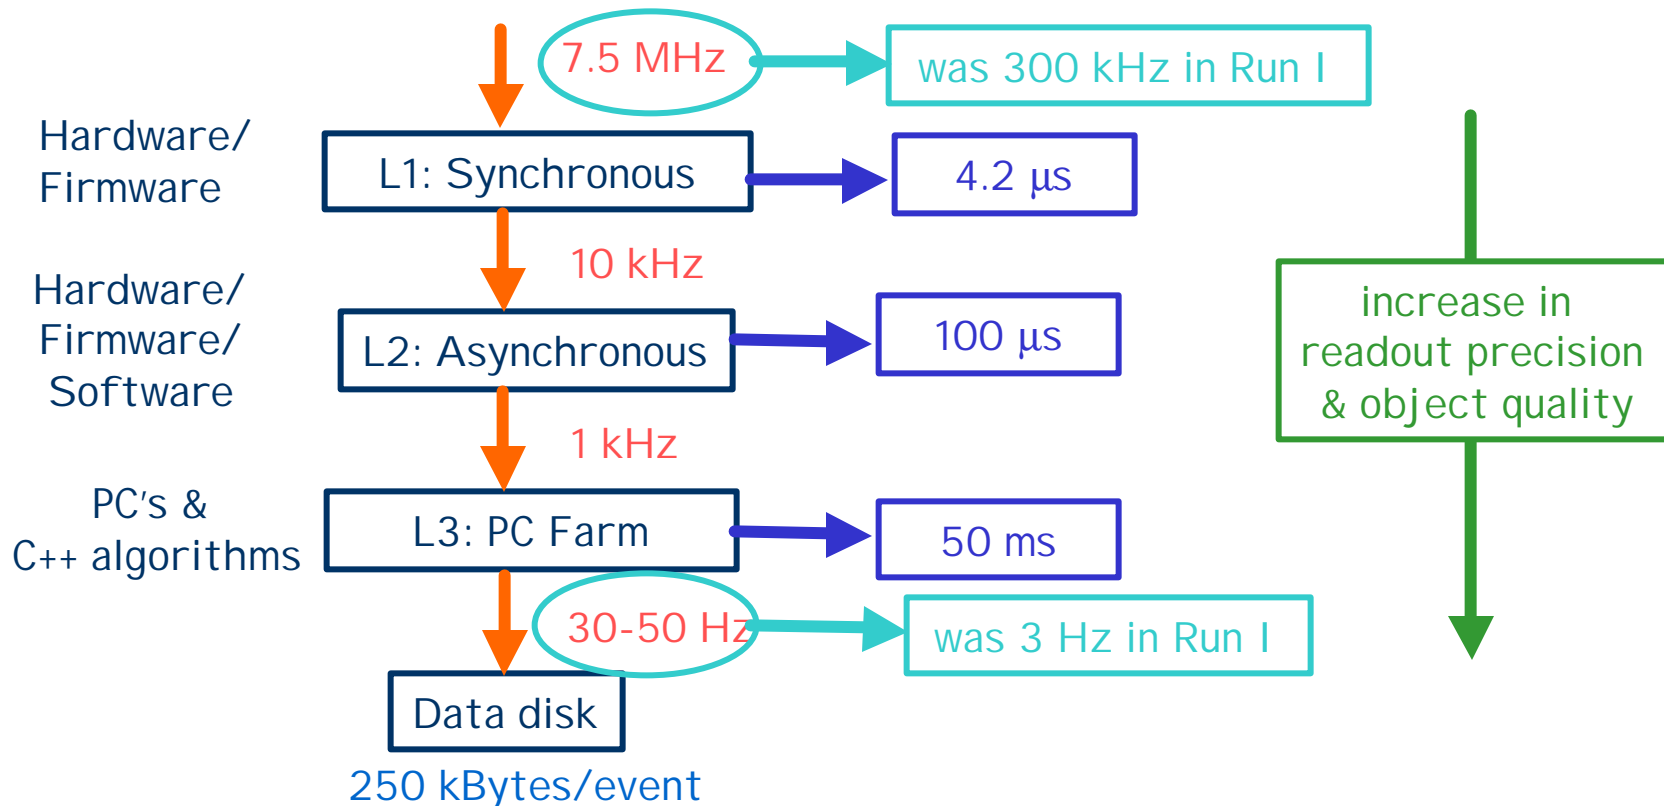 7.5 MHz
was 300 kHz in Run I
Hardware/
Firmware
L1: Synchronous
4.2 μs
10 kHz
Hardware/
Firmware/
Software
L2: Asynchronous
100 μs
increase in
readout precision
& object quality
1 kHz
PC's &
C++ algorithms
L3: PC Farm
50 ms
30-50 Hz
was 3 Hz in Run I
Data disk
250 kBytes/event